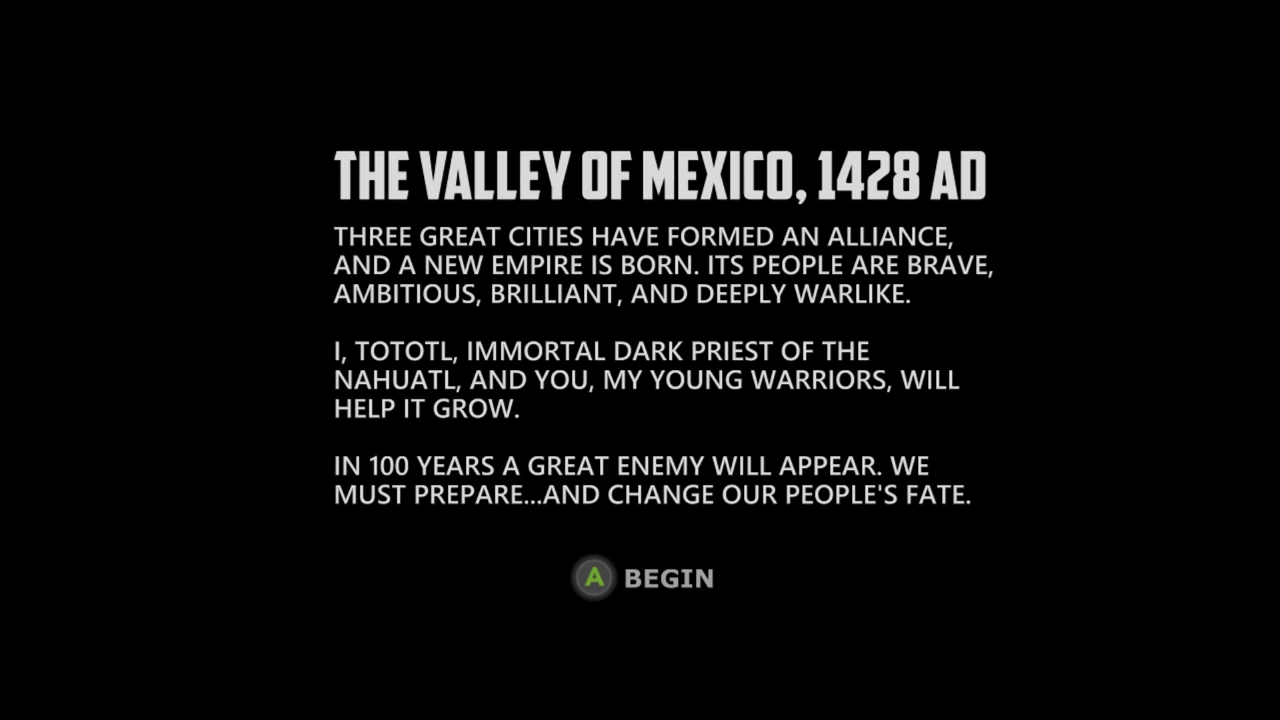 THE VALLEY OF MEXICO, 1428 AD
THREE GREAT CITIES HAVE FORMED AN ALLIANCE,
AND A NEW EMPIRE IS BORN. ITS PEOPLE ARE BRAVE,
AMBITIOUS, BRILLIANT, AND DEEPLY WARLIKE.
I, TOTOTL, IMMORTAL DARK PRIEST OF THE
NAHUATL, AND YOU, MY YOUNG WARRIORS, WILL
HELP IT GROW.
IN 100 YEARS A GREAT ENEMY WILL APPEAR. WE
MUST PREPARE...AND CHANGE OUR PEOPLE'S FATE.
A BEGIN